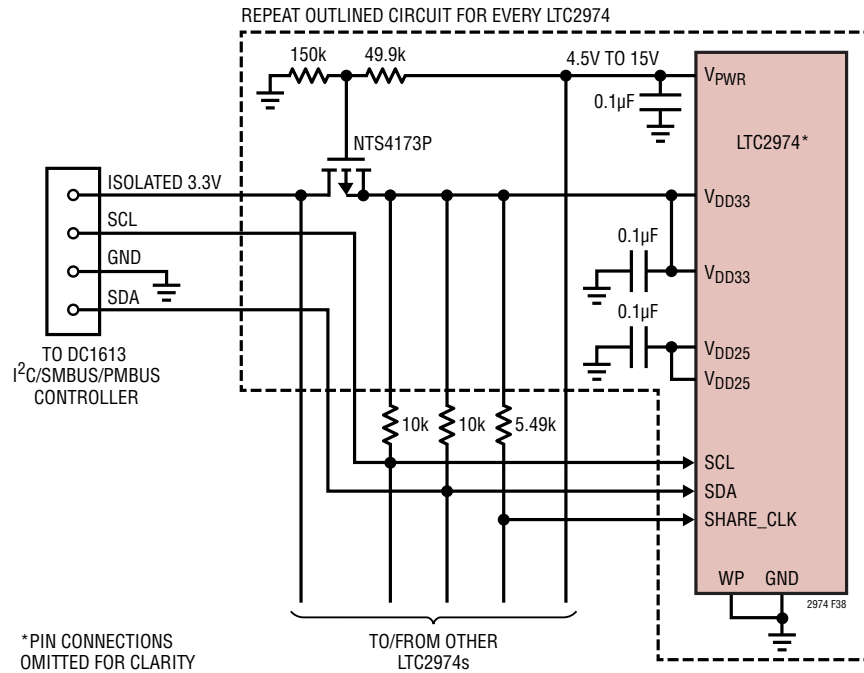 REPEAT OUTLINED CIRCUIT FOR EVERY LTC2974
150k
49.9k
4.5V TO 15V
VPWR
0.1µF
LTC2974*
NTS4173P
ISOLATED 3.3V
VDD33
SCL
0.1µF
GND
VDD33
SDA
0.1µF
TO DC1613
I²C/SMBUS/PMBUS
CONTROLLER
VDD25
VDD25
10k
10k
5.49k
SCL
SDA
SHARE_CLK
WP
GND
2974 F38
*PIN CONNECTIONS
OMITTED FOR CLARITY
TO/FROM OTHER
LTC2974s